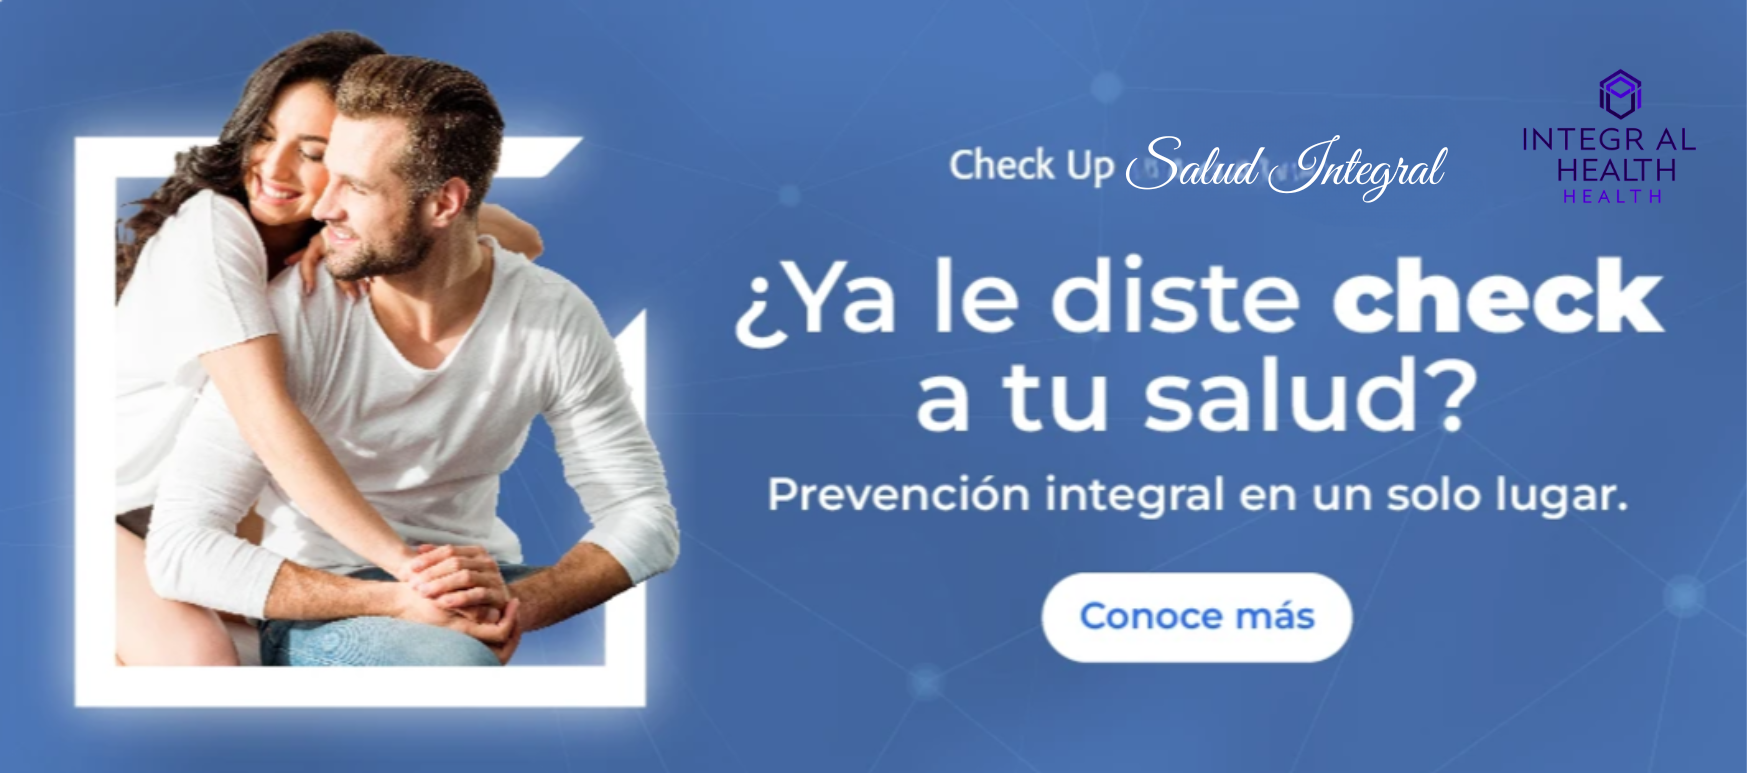 Check Up Salud Integral
INTEGR AL
HEALTH
HEALTH
¿Ya le diste check
a tu salud?
Prevención integral en un solo lugar.
Conoce más